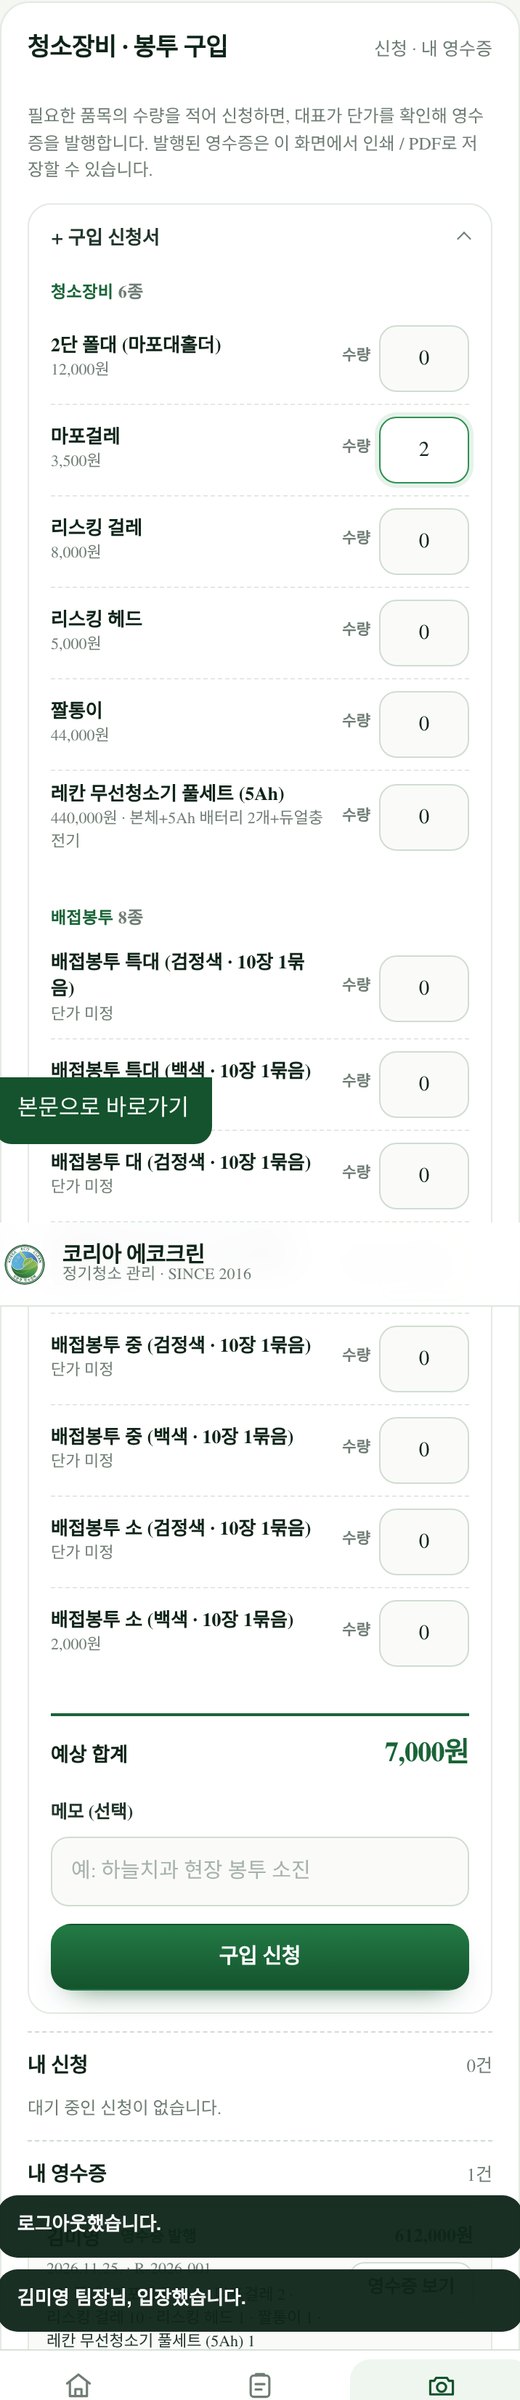 청소장비 · 봉투 구입
신청 · 내 영수증
필요한 품목의 수량을 적어 신청하면, 대표가 단가를 확인해 영수
증을 발행합니다. 발행된 영수증은 이 화면에서 인쇄 / PDF로 저
장할 수 있습니다.
+ 구입 신청서
청소장비 6종
2단 폴대 (마포대홀더)
12,000원
수량 0
마포걸레
3,500원
수량 2
리스킹 걸레
8,000원
수량 0
리스킹 헤드
5,000원
수량 0
짤통이
44,000원
수량 0
레칸 무선청소기 풀세트 (5Ah)
440,000원 · 본체+5Ah 배터리 2개+듀얼충
전기
수량 0
배접봉투 8종
배접봉투 특대 (검정색 · 10장 1묶
음)
단가 미정
수량 0
배접봉투 특대 (백색 · 10장 1묶음)
수량 0
본문으로 바로가기
배접봉투 대 (검정색 · 10장 1묶음)
단가 미정
수량 0
코리아 에코크린
정기청소 관리 · SINCE 2016
배접봉투 중 (검정색 · 10장 1묶음)
단가 미정
수량 0
배접봉투 중 (백색 · 10장 1묶음)
단가 미정
수량 0
배접봉투 소 (검정색 · 10장 1묶음)
단가 미정
수량 0
배접봉투 소 (백색 · 10장 1묶음)
2,000원
수량 0
예상 합계
7,000원
메모 (선택)
예: 하늘치과 현장 봉투 소진
구입 신청
내 신청
0건
대기 중인 신청이 없습니다.
내 영수증
1건
로그아웃했습니다.
김미영 영수증 발행
612,000원
2026.11.25. · R-2026-001
영수증 보기
김미영 팀장님, 입장했습니다.
걸레 2 ·
리스킹 걸레 10 · 리스킹 헤드 1 · 짤통이 1 ·
레칸 무선청소기 풀세트 (5Ah) 1